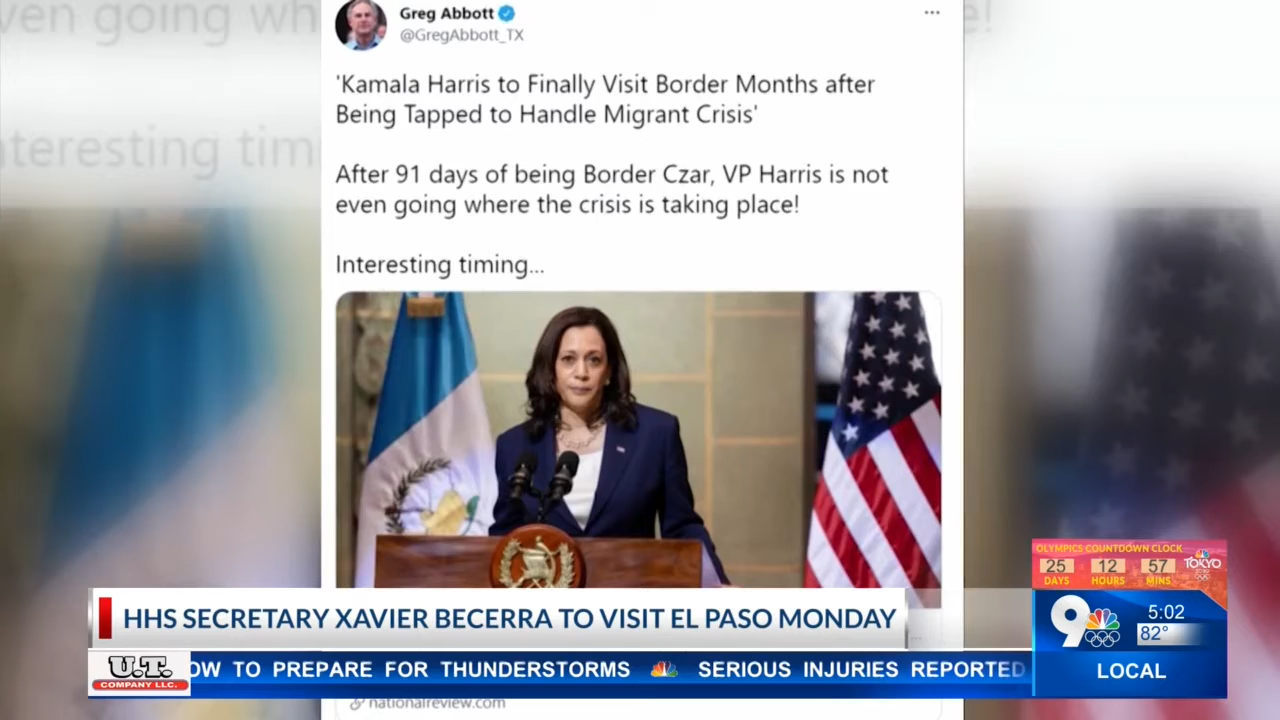 Greg Abbott
@GregAbbott_TX
'Kamala Harris to Finally Visit Border Months after
Being Tapped to Handle Migrant Crisis'
After 91 days of being Border Czar, VP Harris is not
even going where the crisis is taking place!
Interesting timing...
OLYMPICS COUNTDOWN CLOCK
25 12 57
DAYS HOURS MINS
TOKYO
2020
HHS SECRETARY XAVIER BECERRA TO VISIT EL PASO MONDAY
9
5:02
82°
LOCAL
U.T.
COMPANY LLC.
OW TO PREPARE FOR THUNDERSTORMS SERIOUS INJURIES REPORTED
nationalreview.com